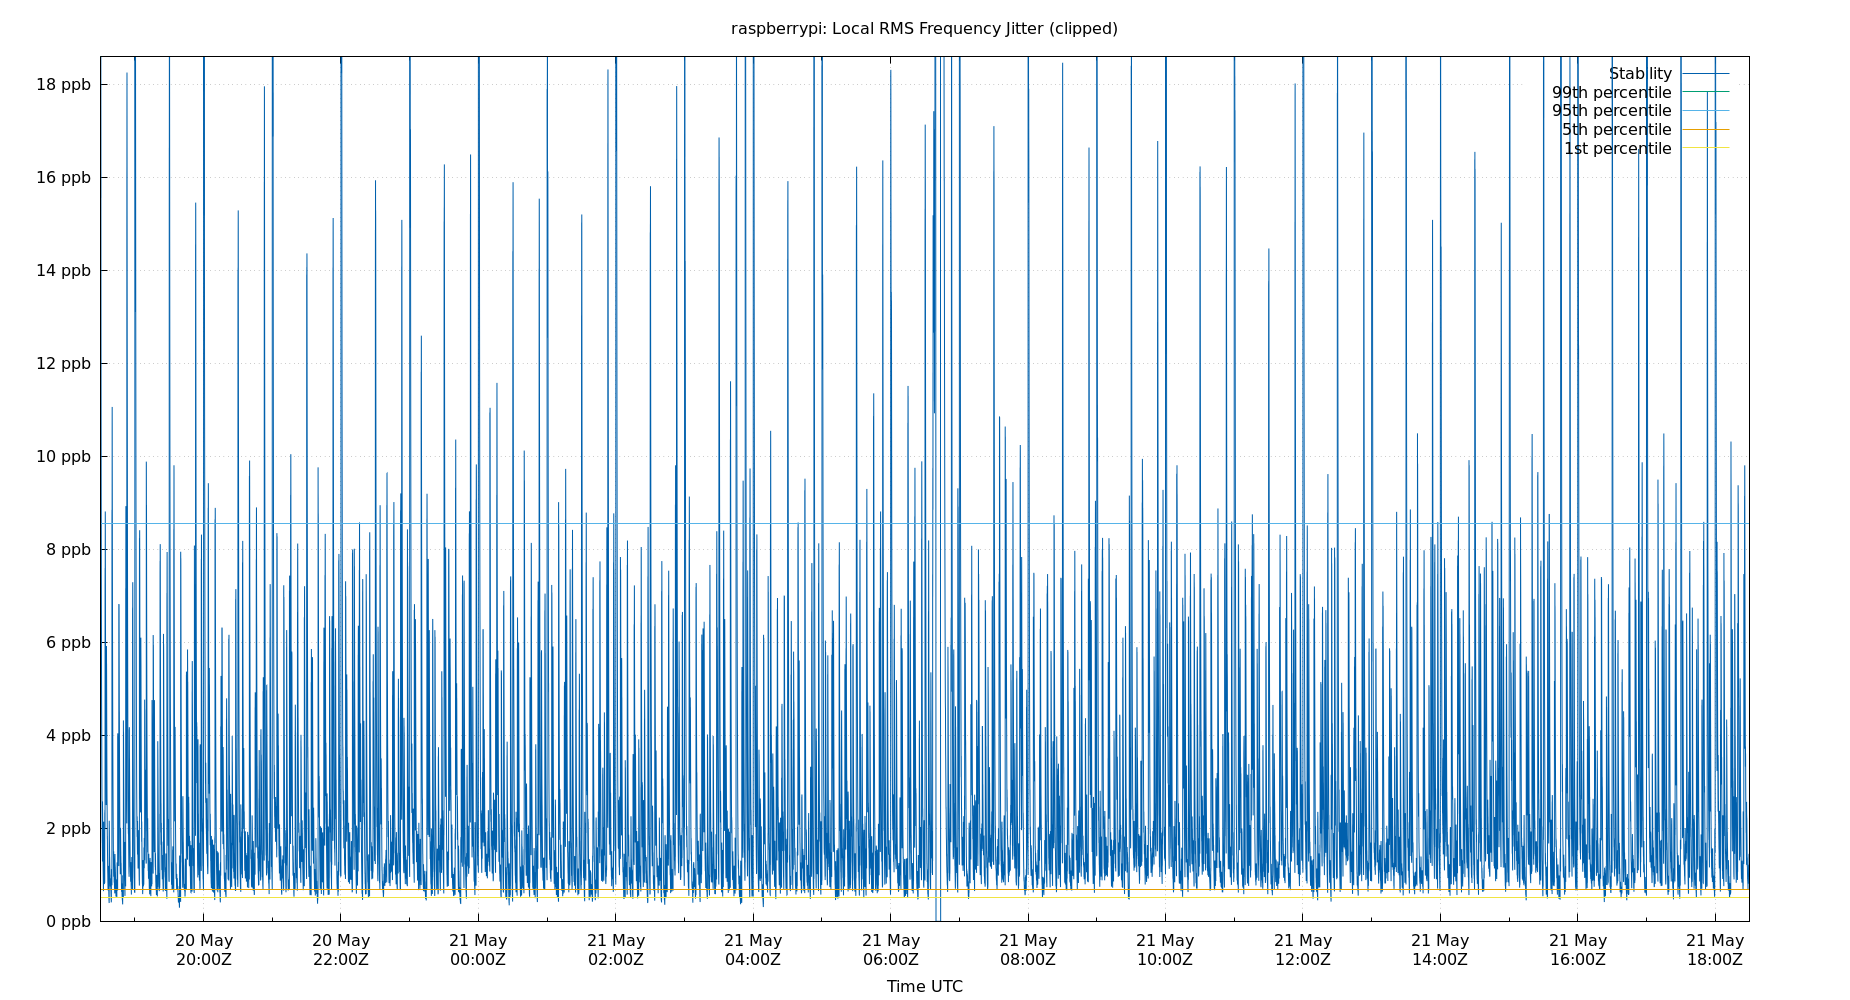 raspberrypi: Local RMS Frequency Jitter (clipped)
18 ppb
16 ppb
14 ppb
12 ppb
10 ppb
8 ppb
6 ppb
4 ppb
2 ppb
0 ppb
Stability
99th percentile
95th percentile
5th percentile
1st percentile
20 May 20 May 21 May 21 May 21 May 21 May 21 May 21 May 21 May 21 May 21 May 21 May
20:00Z 22:00Z 00:00Z 02:00Z 04:00Z 06:00Z 08:00Z 10:00Z 12:00Z 14:00Z 16:00Z 18:00Z
Time UTC